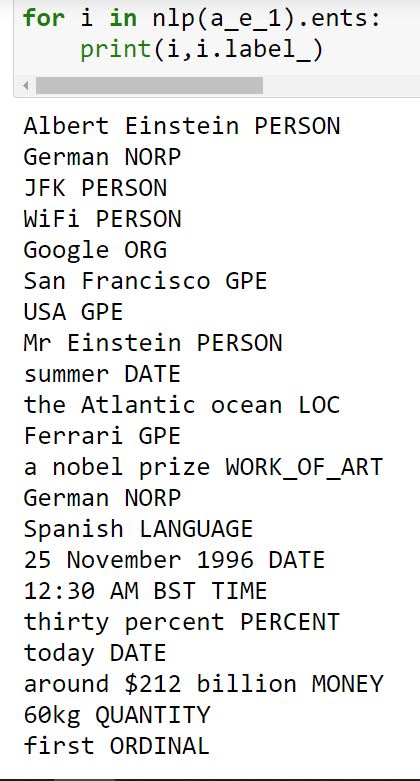 for i in nlp(a_e_1).ents:
    print(i,i.label_)
Albert Einstein PERSON
German NORP
JFK PERSON
WiFi PERSON
Google ORG
San Francisco GPE
USA GPE
Mr Einstein PERSON
summer DATE
the Atlantic ocean LOC
Ferrari GPE
a nobel prize WORK_OF_ART
German NORP
Spanish LANGUAGE
25 November 1996 DATE
12:30 AM BST TIME
thirty percent PERCENT
today DATE
around $212 billion MONEY
60kg QUANTITY
first ORDINAL